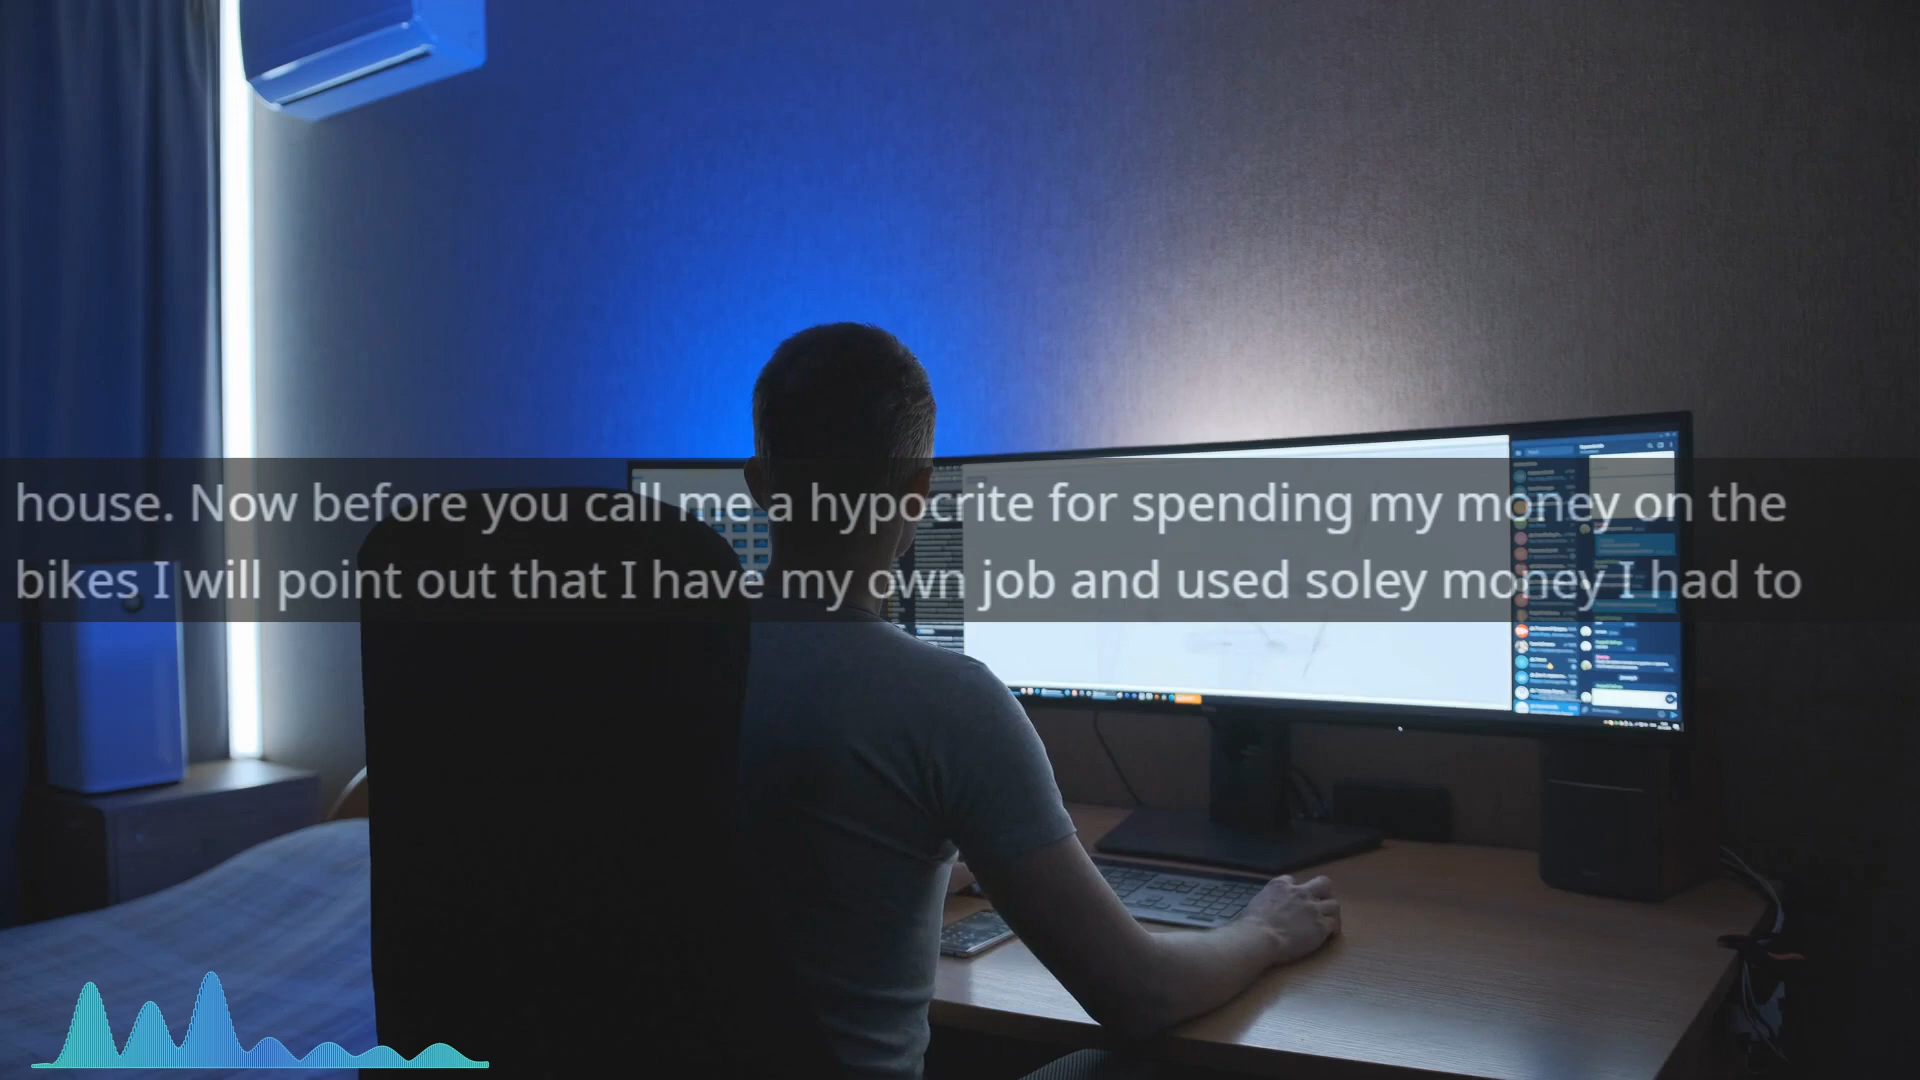 house. Now before you call me a hypocrite for spending my money on the
bikes I will point out that I have my own job and used soley money I had to